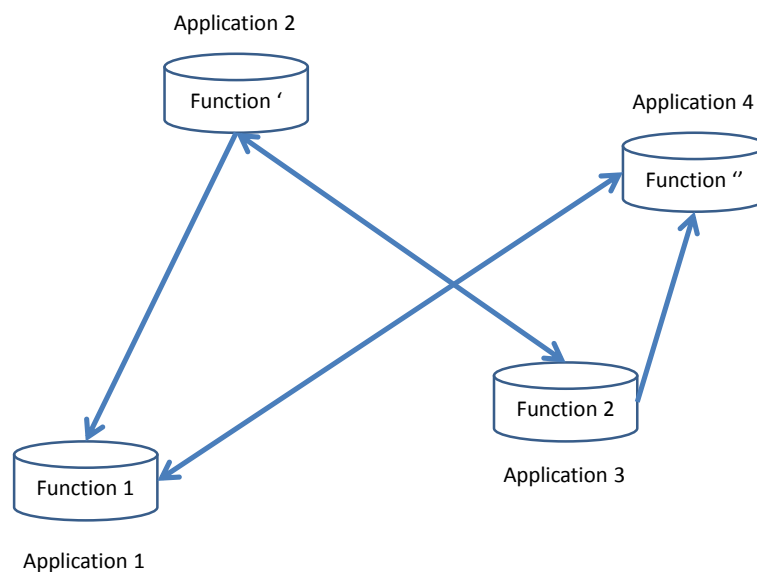 Application 2
Function ‘
Application 4
Function ‘’
Function 2
Application 3
Function 1
Application 1